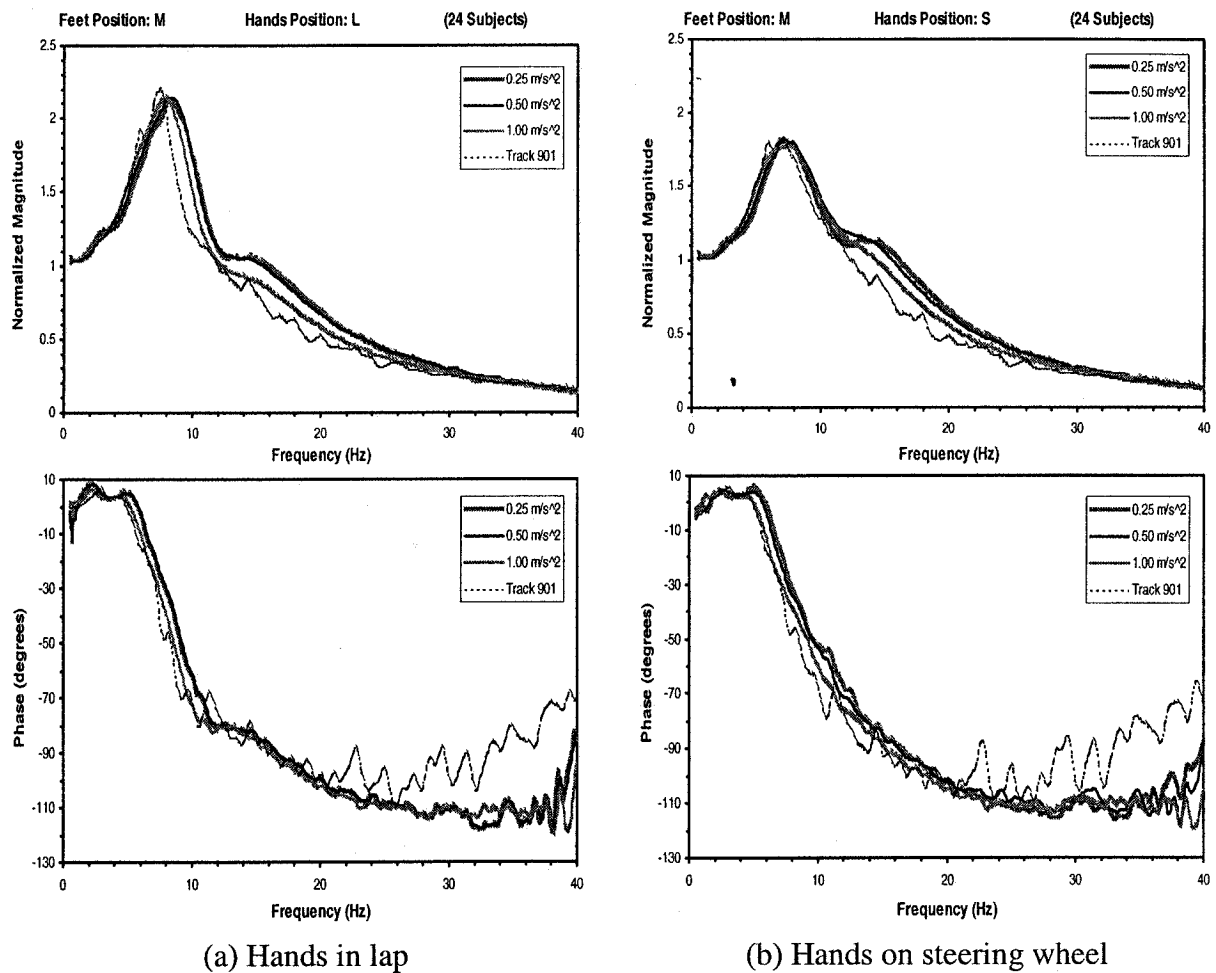 Feet Position: M Hands Position: L (24 Subjects)
2.5
2
1.5
1
0.5
0
Normalized Magnitude
0.25 m/s^2
0.50 m/s^2
1.00 m/s^2
Track 901
0 10 20 30 40
Frequency (Hz)
10
-10
-30
-50
-70
-90
-110
-130
Phase (degrees)
0.25 m/s^2
0.50 m/s^2
1.00 m/s^2
Track 901
0 10 20 30 40
Frequency (Hz)
(a) Hands in lap
Feet Position: M Hands Position: S (24 Subjects)
2.5
2
1.5
1
0.5
0
Normalized Magnitude
0.25 m/s^2
0.50 m/s^2
1.00 m/s^2
Track 901
0 10 20 30 40
Frequency (Hz)
10
-10
-30
-50
-70
-90
-110
-130
Phase (degrees)
0.25 m/s^2
0.50 m/s^2
1.00 m/s^2
Track 901
0 10 20 30 40
Frequency (Hz)
(b) Hands on steering wheel